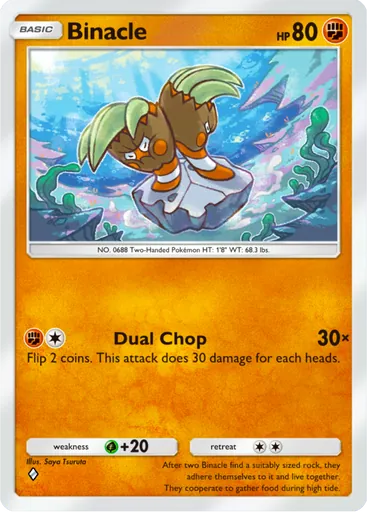 BASIC
Binacle
HP 80
NO. 0688 Two-Handed Pokémon HT: 1'8" WT: 68.3 lbs.
Dual Chop 30×
Flip 2 coins. This attack does 30 damage for each heads.
weakness +20
retreat
Illus. Sayo Tsuruta
After two Binacle find a suitably sized rock, they
adhere themselves to it and live together.
They cooperate to gather food during high tide.